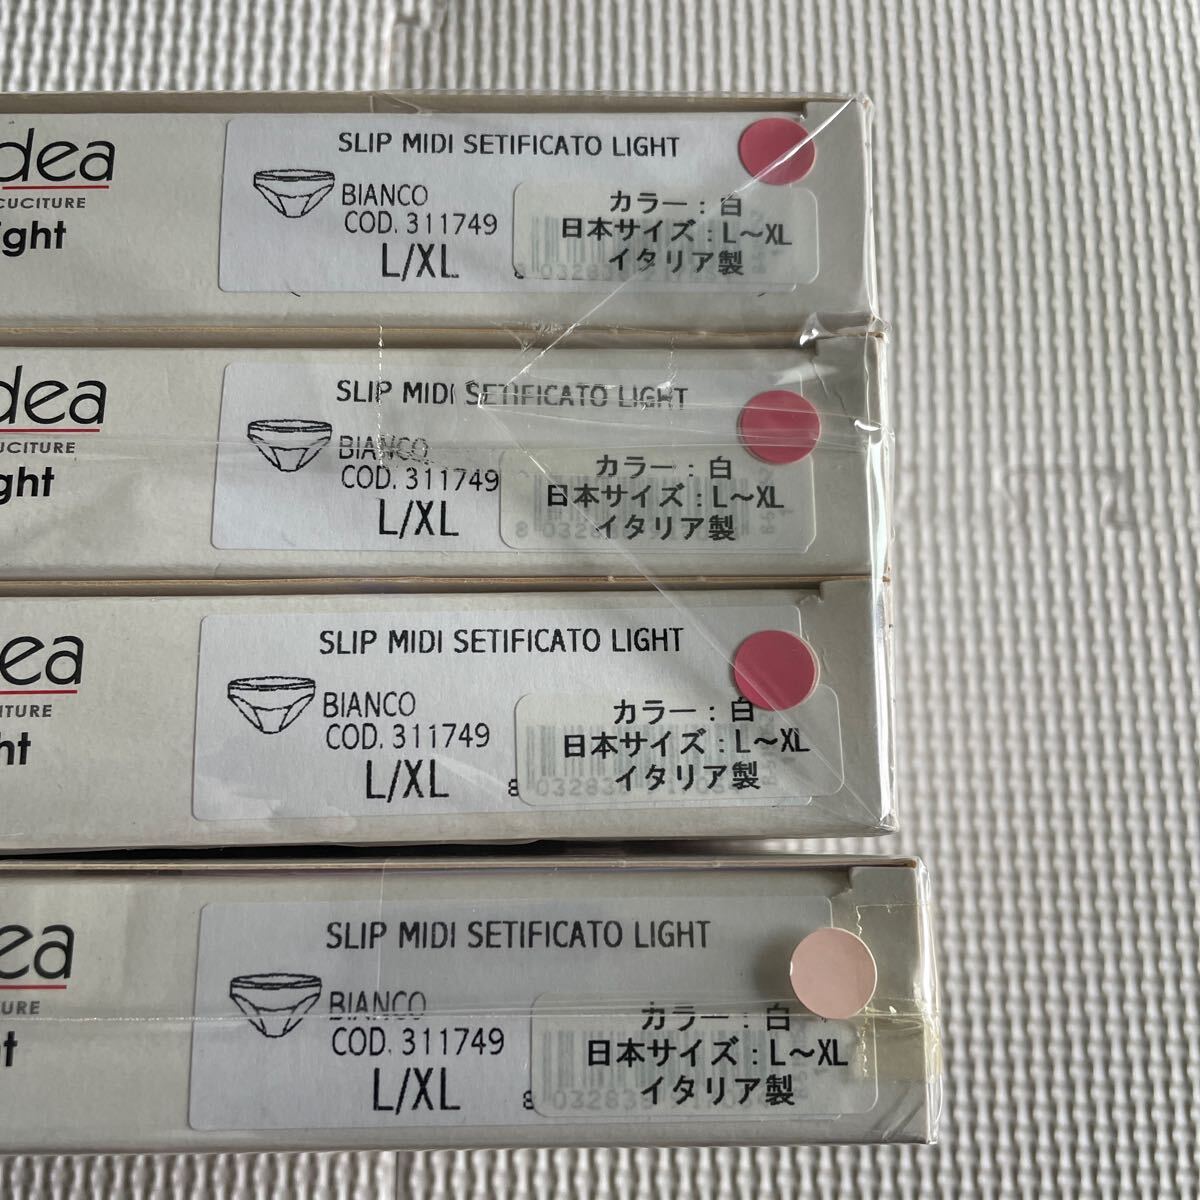 dea
CUCITURE
ight
SLIP MIDI SETIFICATO LIGHT
BIANCO
COD. 311749
L/XL
カラー：白
日本サイズ：L～XL
イタリア製
dea
UCITURE
ght
SLIP MIDI SETIFICATO LIGHT
BIANCO
COD. 311749
L/XL
カラー：白
日本サイズ：L～XL
イタリア製
ea
ITURE
ht
SLIP MIDI SETIFICATO LIGHT
BIANCO
COD. 311749
L/XL
カラー：白
日本サイズ：L～XL
イタリア製
ea
URE
t
SLIP MIDI SETIFICATO LIGHT
BIANCO
COD. 311749
L/XL
カラー：白
日本サイズ：L～XL
イタリア製